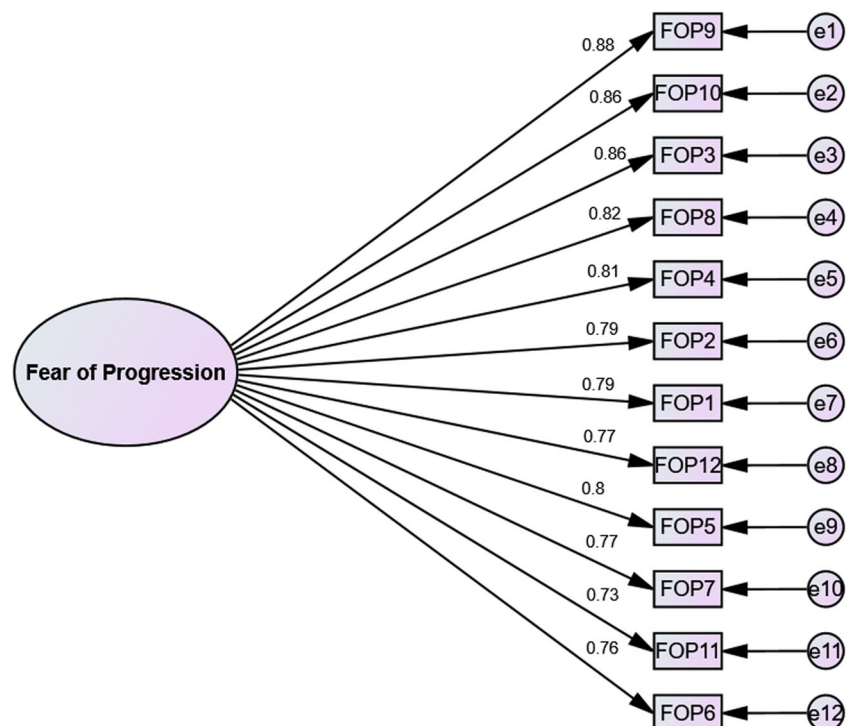 0.88 FOP9 e1
0.86 FOP10 e2
0.86 FOP3 e3
0.82 FOP8 e4
0.81 FOP4 e5
0.79 FOP2 e6
Fear of Progression
0.79 FOP1 e7
0.77 FOP12 e8
0.8 FOP5 e9
0.77 FOP7 e10
0.73 FOP11 e11
0.76 FOP6 e12